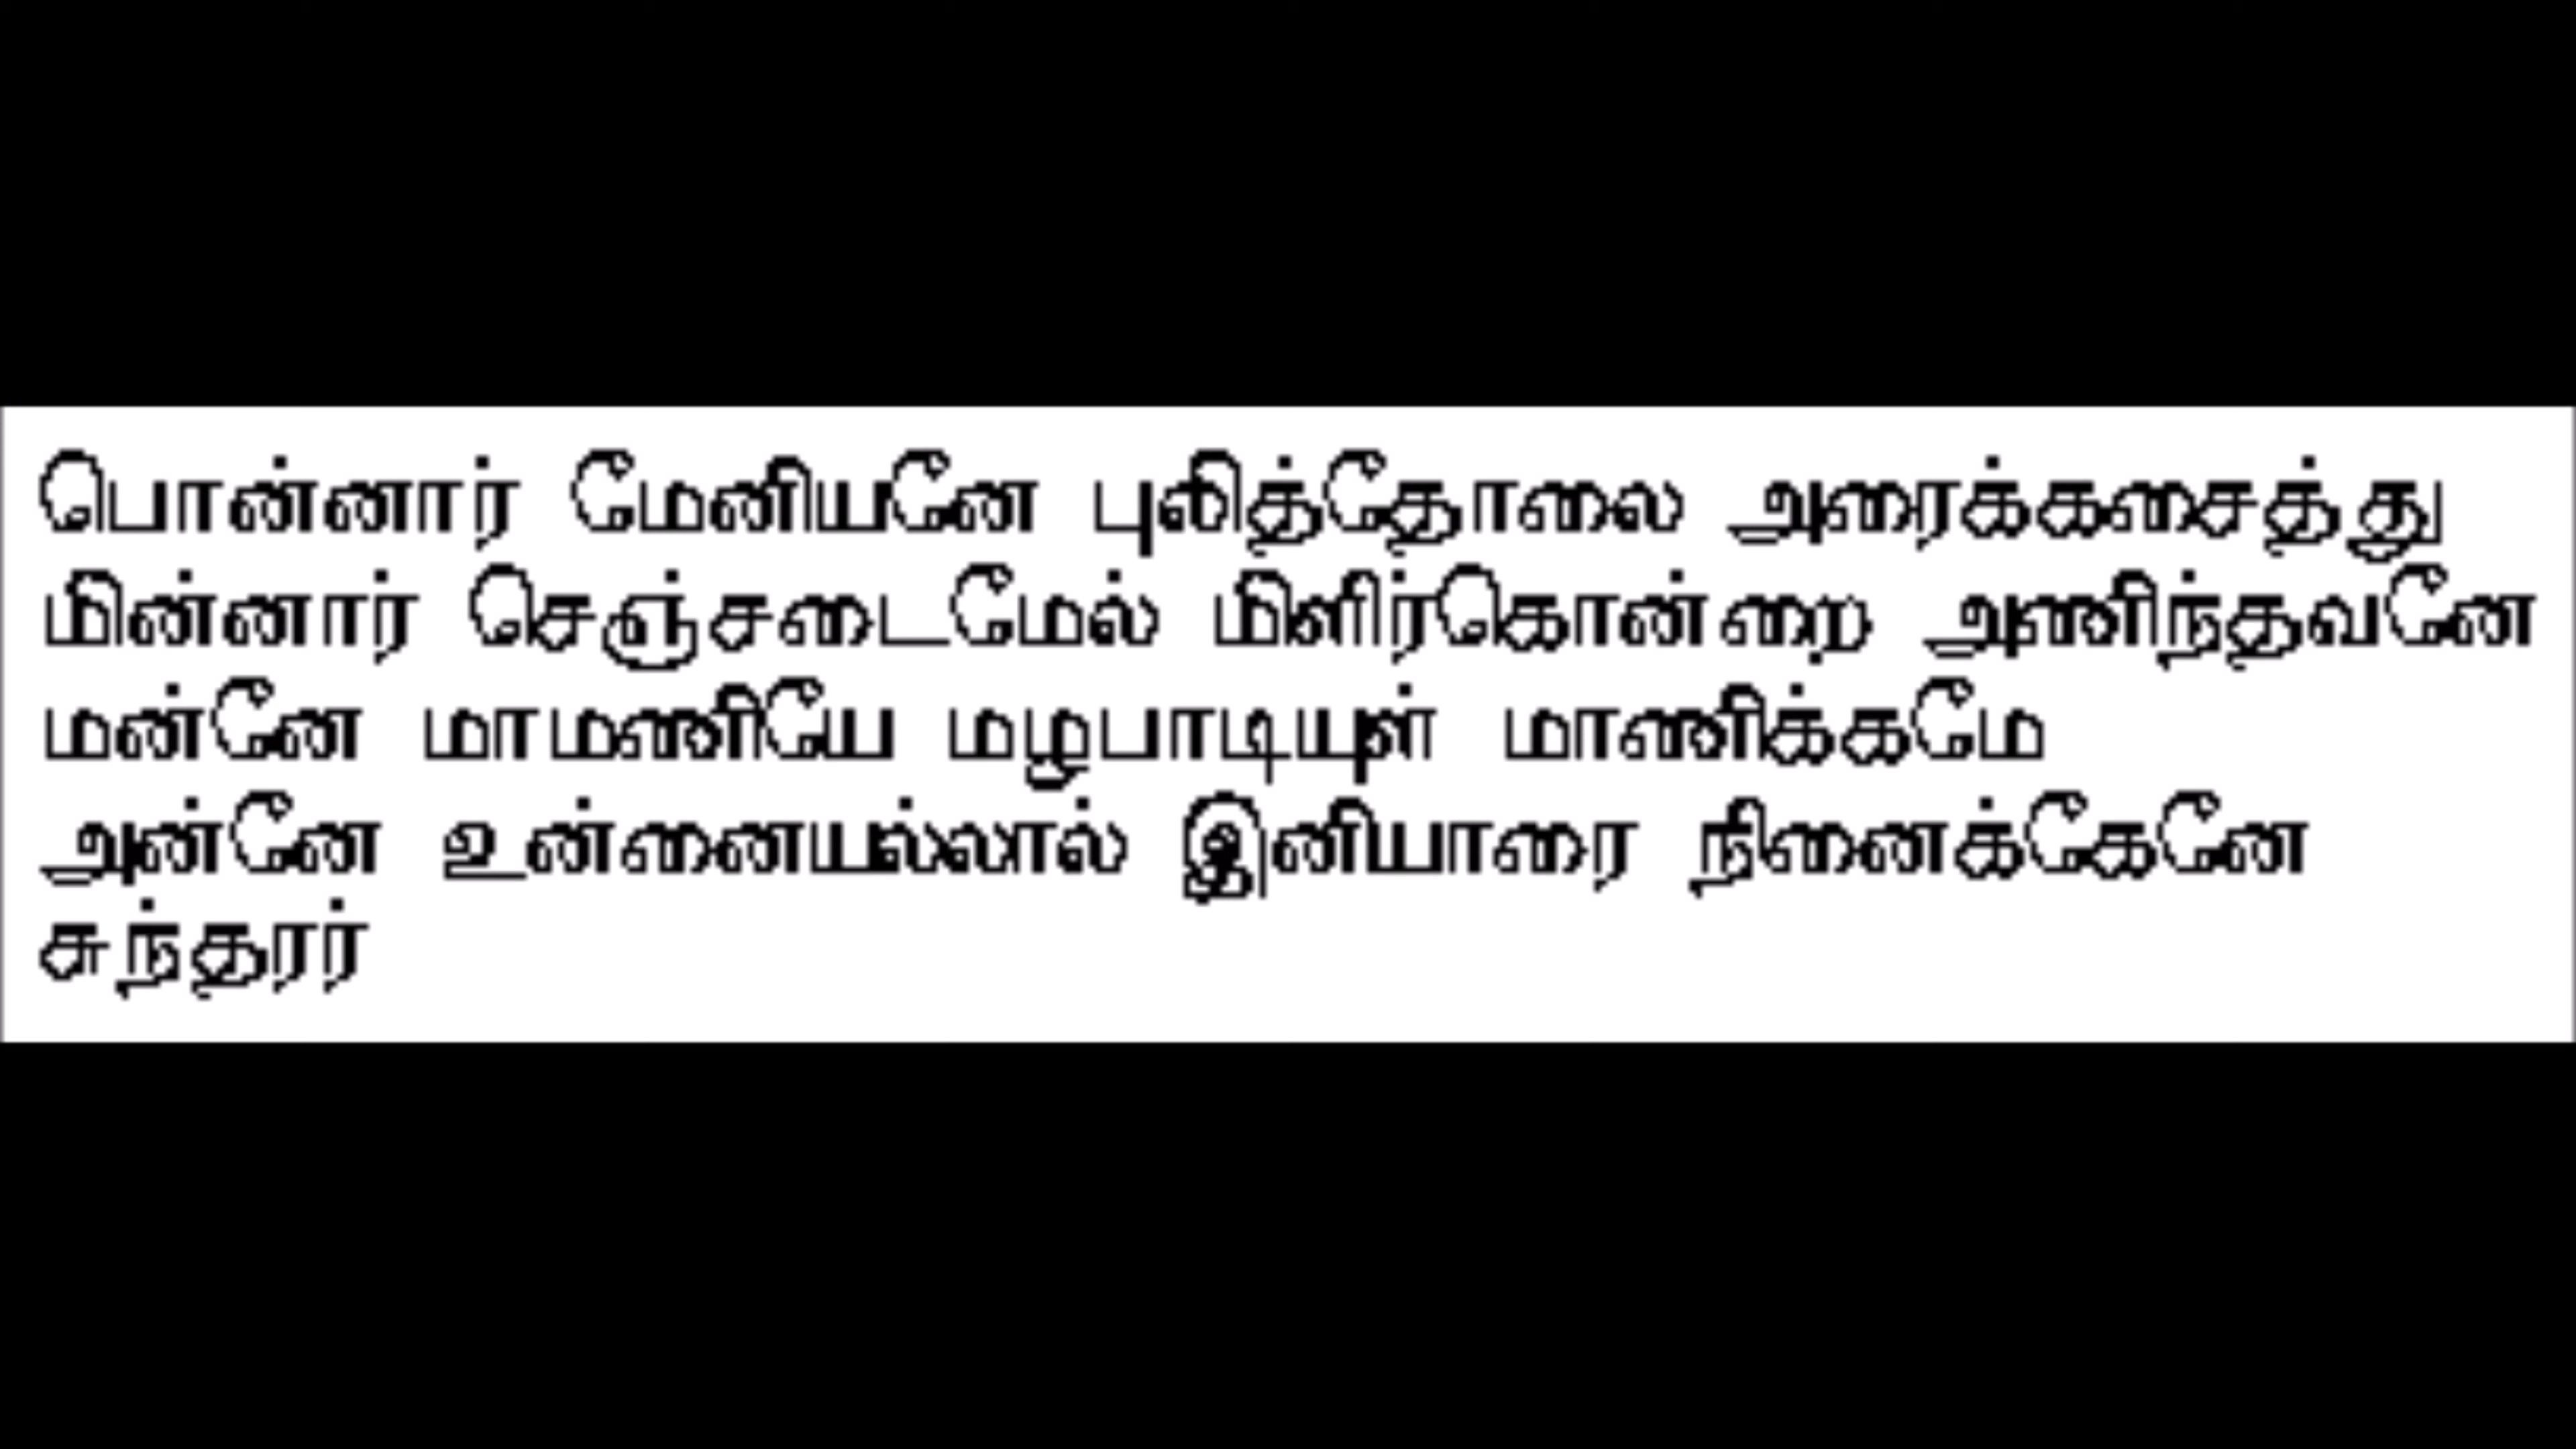 பொன்னார் மேனியனே புலித்தோலை அரைக்கசைத்து
மின்னார் செஞ்சடைமேல் மிளிர்கொன்றை அணிந்தவனே
மன்னே மாமணியே மழபாடியுள் மாணிக்கமே
அன்னே உன்னையல்லால் இனியாரை நினைக்கேனே
சுந்தரர்